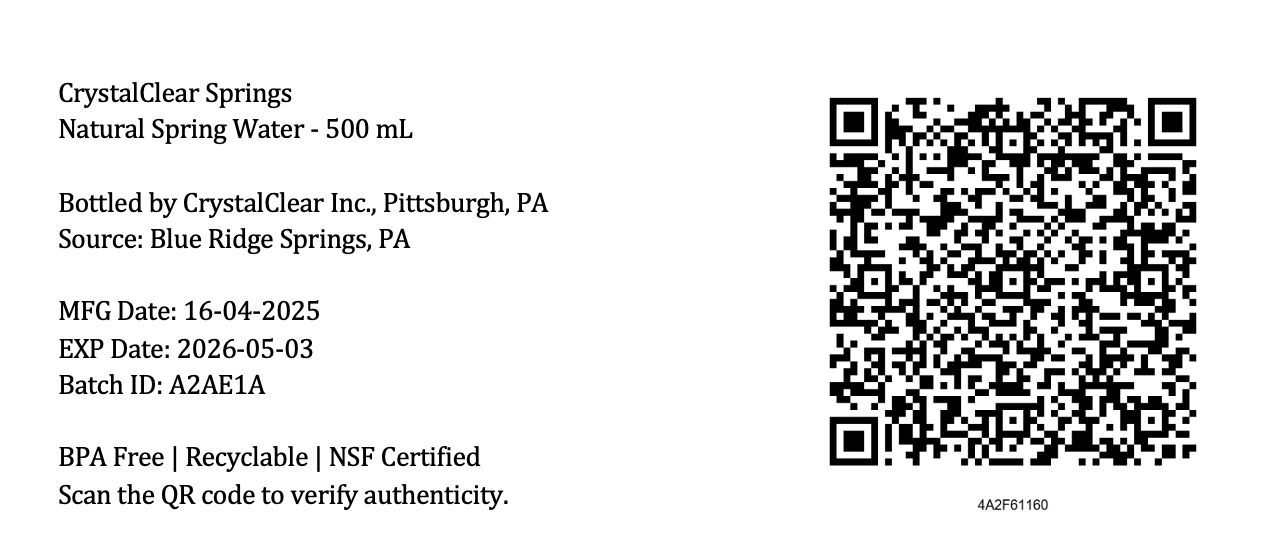 CrystalClear Springs
Natural Spring Water - 500 mL
Bottled by CrystalClear Inc., Pittsburgh, PA
Source: Blue Ridge Springs, PA
MFG Date: 16-04-2025
EXP Date: 2026-05-03
Batch ID: A2AE1A
BPA Free | Recyclable | NSF Certified
Scan the QR code to verify authenticity.
4A2F61160